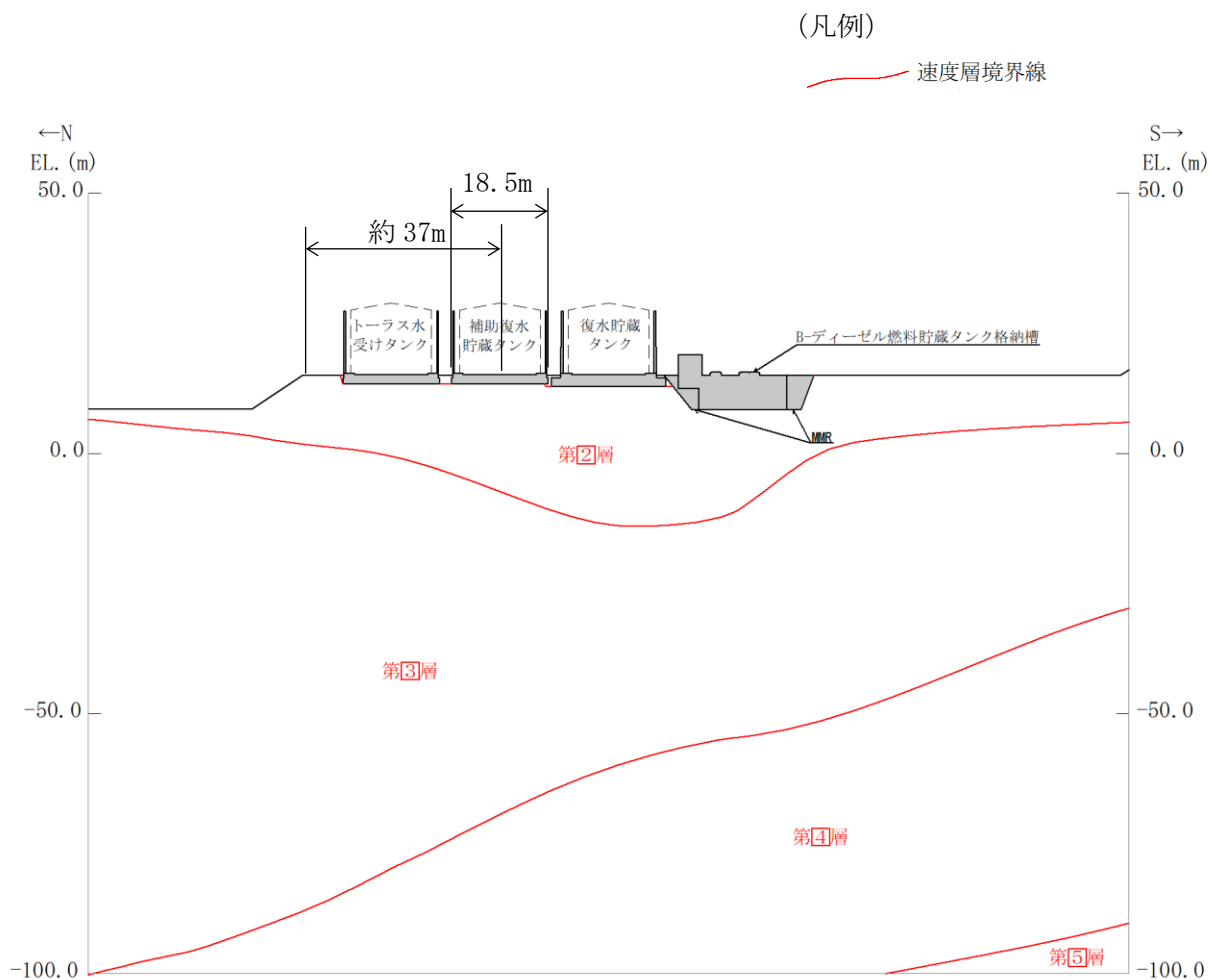 (凡例)
速度層境界線
←N
EL.(m)
S→
EL.(m)
50.0
50.0
18.5m
約37m
トーラス水
受けタンク
補助復水
貯蔵タンク
復水貯蔵
タンク
B-ディーゼル燃料貯蔵タンク格納槽
MMR
0.0
0.0
第2層
第3層
-50.0
-50.0
第4層
第5層
-100.0
-100.0